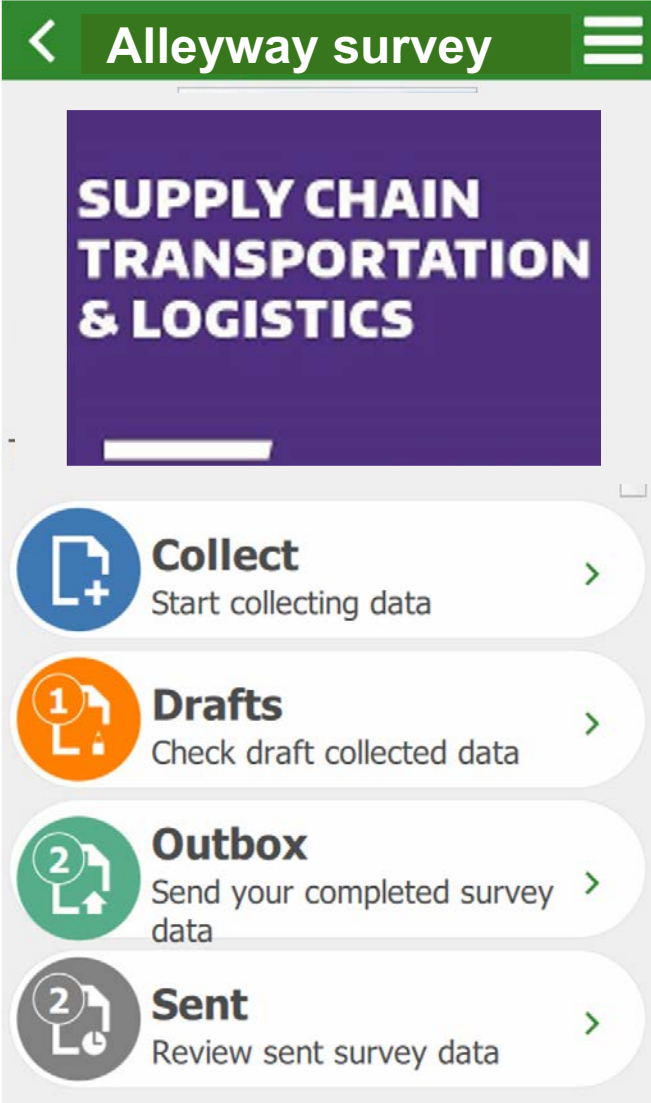 Alleyway survey
SUPPLY CHAIN
TRANSPORTATION
& LOGISTICS
Collect
Start collecting data
1
Drafts
Check draft collected data
2
Outbox
Send your completed survey
data
2
Sent
Review sent survey data